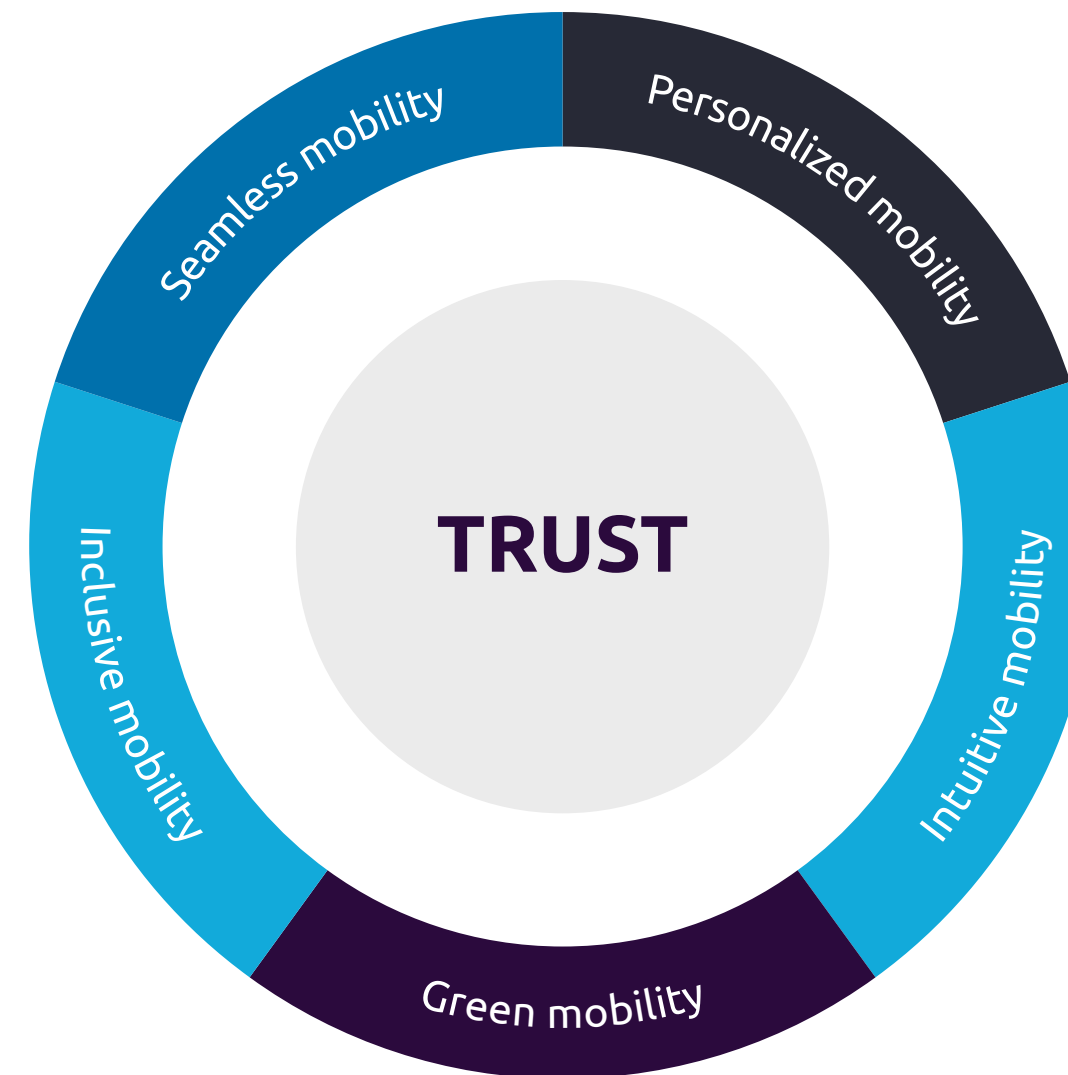 Seamless mobility
Personalized mobility
TRUST
Inclusive mobility
Intuitive mobility
Green mobility